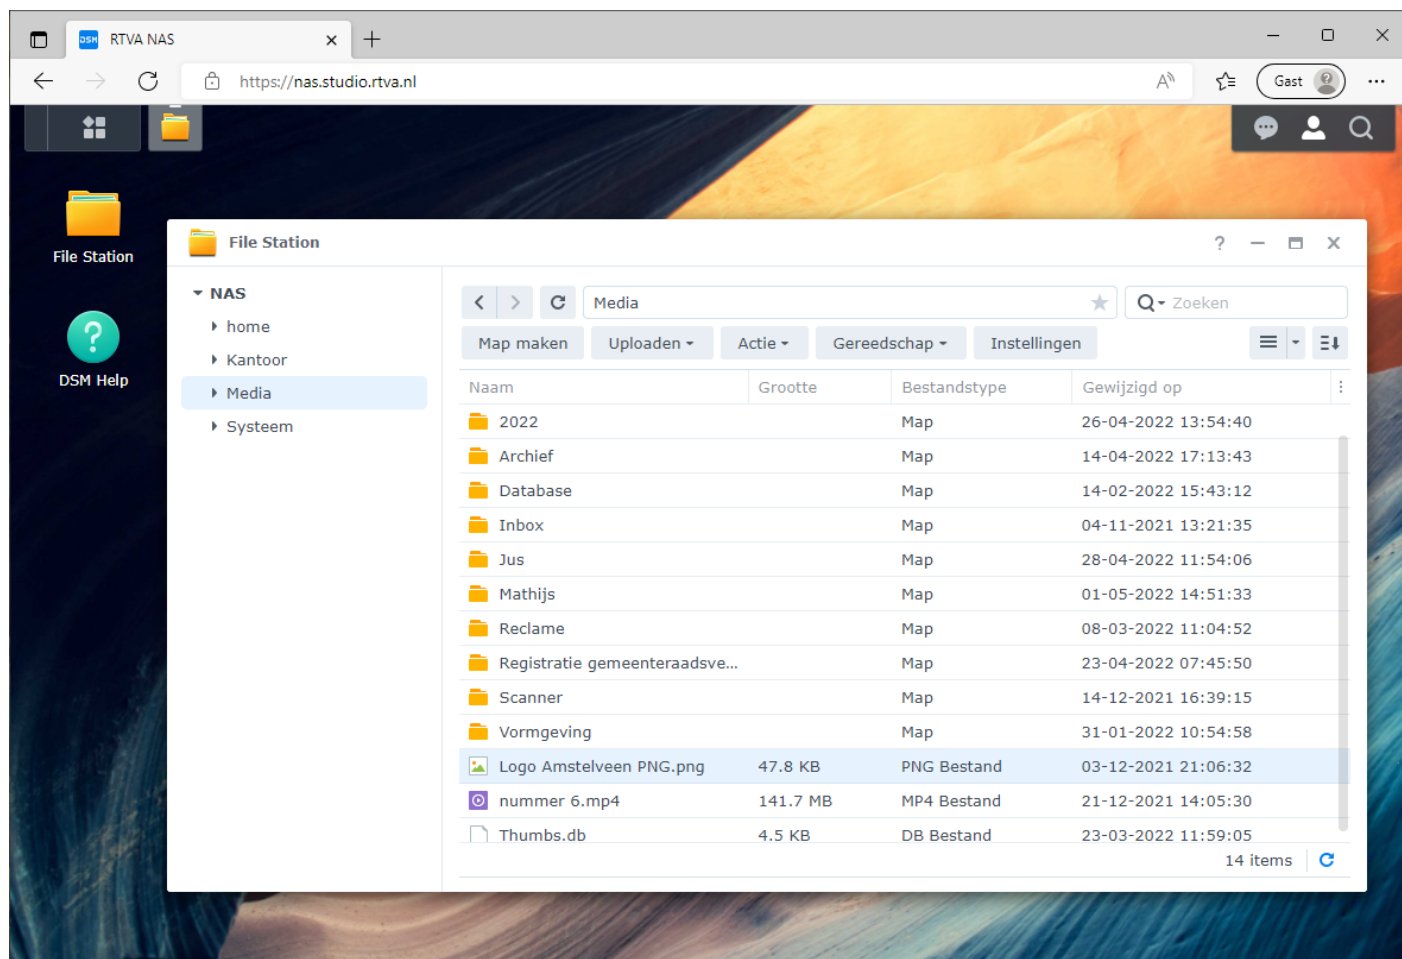 RTVA NAS
https://nas.studio.rtva.nl
Gast
File Station
DSM Help
File Station
NAS
home
Kantoor
Media
Systeem
Media
Zoeken
Map maken Uploaden Actie Gereedschap Instellingen
Naam Grootte Bestandstype Gewijzigd op
2022 Map 26-04-2022 13:54:40
Archief Map 14-04-2022 17:13:43
Database Map 14-02-2022 15:43:12
Inbox Map 04-11-2021 13:21:35
Jus Map 28-04-2022 11:54:06
Mathijs Map 01-05-2022 14:51:33
Reclame Map 08-03-2022 11:04:52
Registratie gemeenteraadsve... Map 23-04-2022 07:45:50
Scanner Map 14-12-2021 16:39:15
Vormgeving Map 31-01-2022 10:54:58
Logo Amstelveen PNG.png 47.8 KB PNG Bestand 03-12-2021 21:06:32
nummer 6.mp4 141.7 MB MP4 Bestand 21-12-2021 14:05:30
Thumbs.db 4.5 KB DB Bestand 23-03-2022 11:59:05
14 items